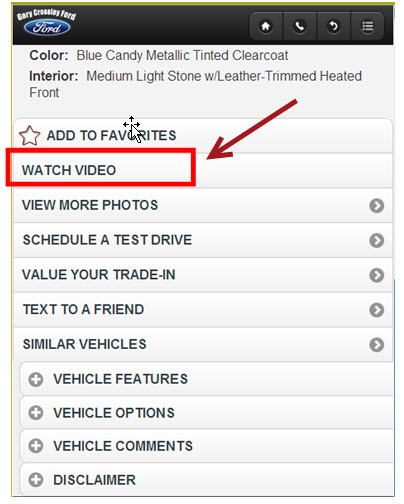 Gary Crossley Ford
Ford
Color: Blue Candy Metallic Tinted Clearcoat
Interior: Medium Light Stone w/Leather-Trimmed Heated
Front
ADD TO FAVORITES
WATCH VIDEO
VIEW MORE PHOTOS
SCHEDULE A TEST DRIVE
VALUE YOUR TRADE-IN
TEXT TO A FRIEND
SIMILAR VEHICLES
VEHICLE FEATURES
VEHICLE OPTIONS
VEHICLE COMMENTS
DISCLAIMER